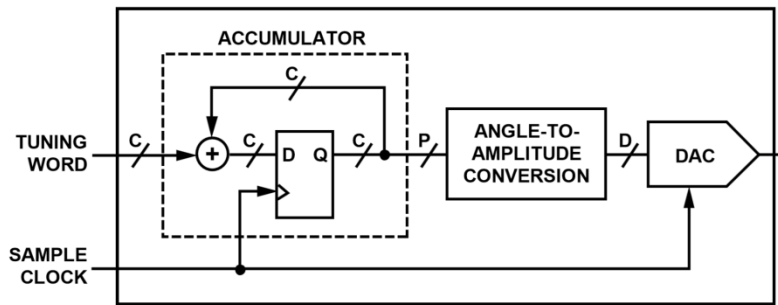 ACCUMULATOR
C
TUNING
WORD
C
C
D Q
C
P
ANGLE-TO-
AMPLITUDE
CONVERSION
D
DAC
SAMPLE
CLOCK